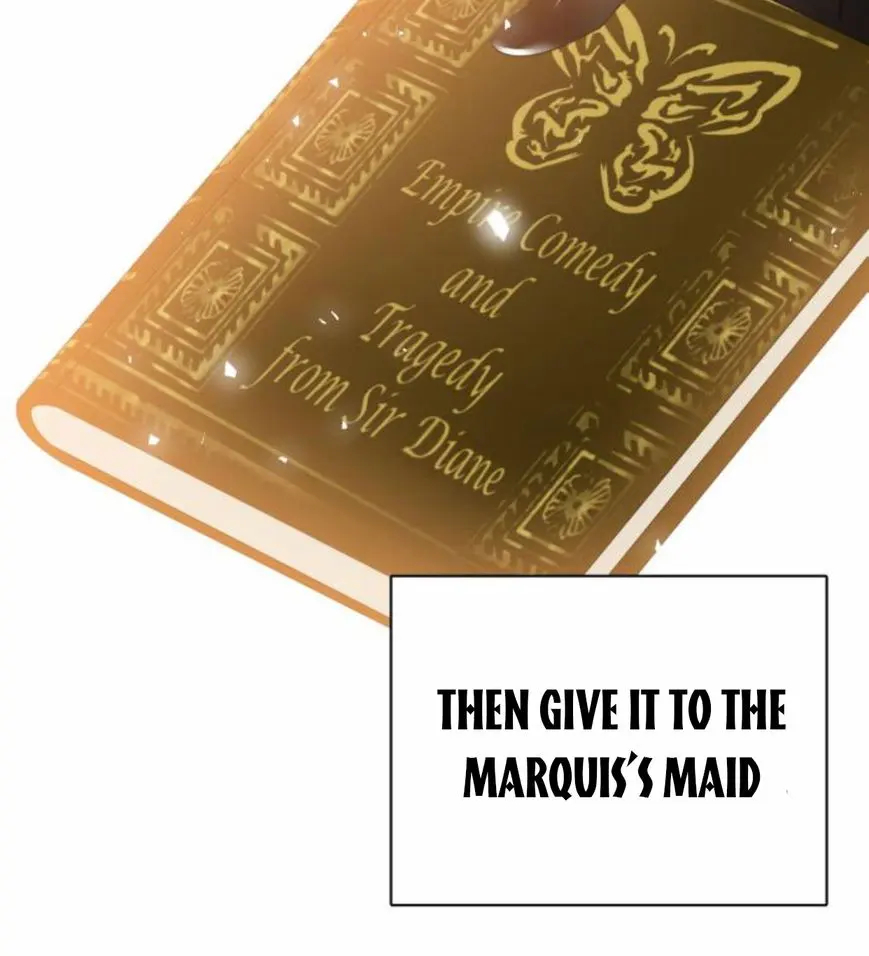 Empire Comedy
and
Tragedy
from Sir Diane
THEN GIVE IT TO THE
MARQUIS'S MAID